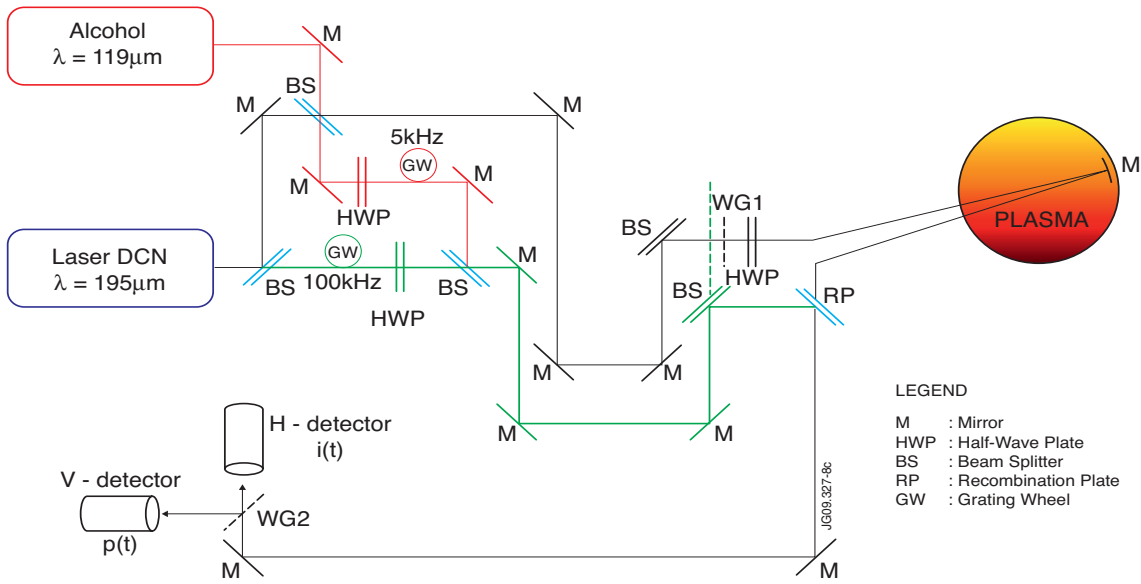 Alcohol
λ = 119µm
M
BS
M
M
5kHz
GW
M
M
HWP
M
PLASMA
WG1
BS
HWP
Laser DCN
λ = 195µm
GW
BS
100kHz
BS
M
HWP
BS
RP
M
M
M
M
H - detector
i(t)
V - detector
p(t)
WG2
M
M
JG09.327-8c
LEGEND
M : Mirror
HWP : Half-Wave Plate
BS : Beam Splitter
RP : Recombination Plate
GW : Grating Wheel